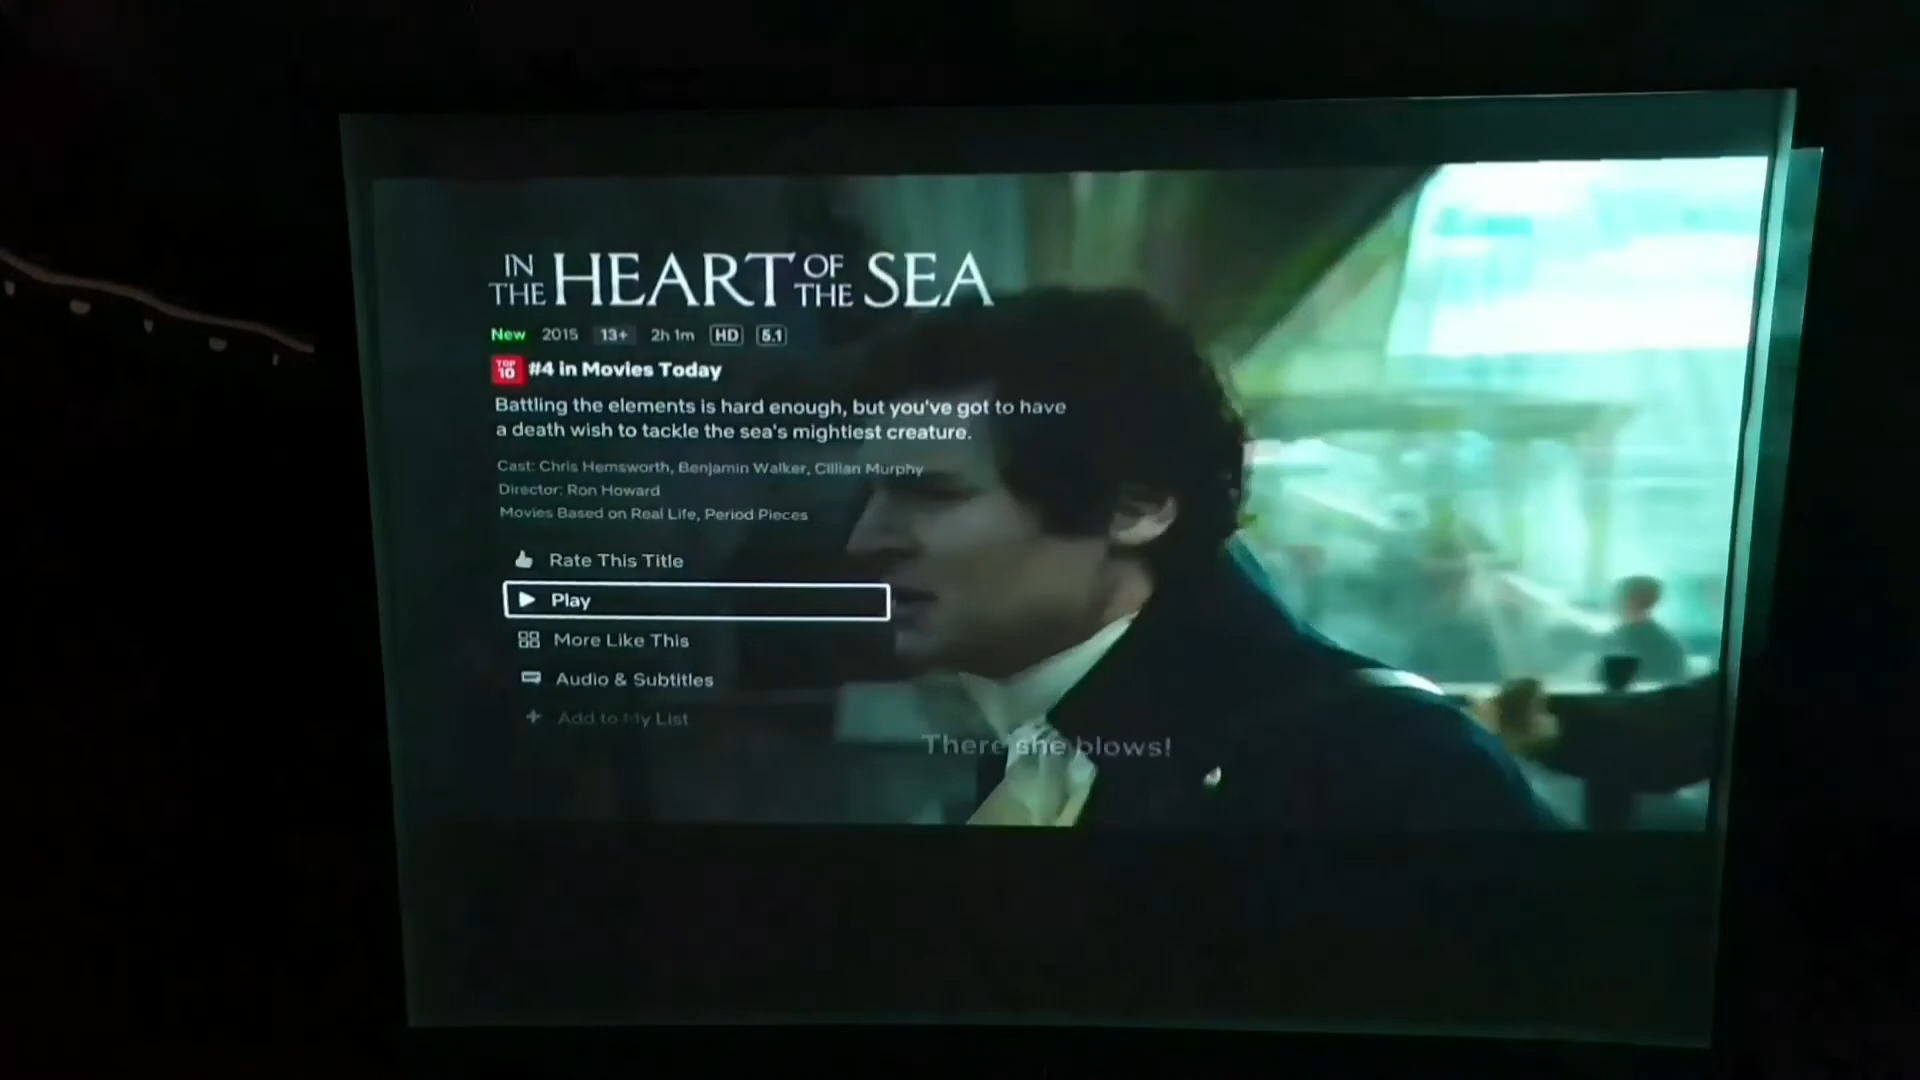 IN THE HEART OF THE SEA
New 2015 13+ 2h 1m HD 5.1
TOP 10 #4 in Movies Today
Battling the elements is hard enough, but you've got to have
a death wish to tackle the sea's mightiest creature.
Cast: Chris Hemsworth, Benjamin Walker, Cillian Murphy
Director: Ron Howard
Movies Based on Real Life, Period Pieces
Rate This Title
Play
More Like This
Audio & Subtitles
Add to My List
There she blows!